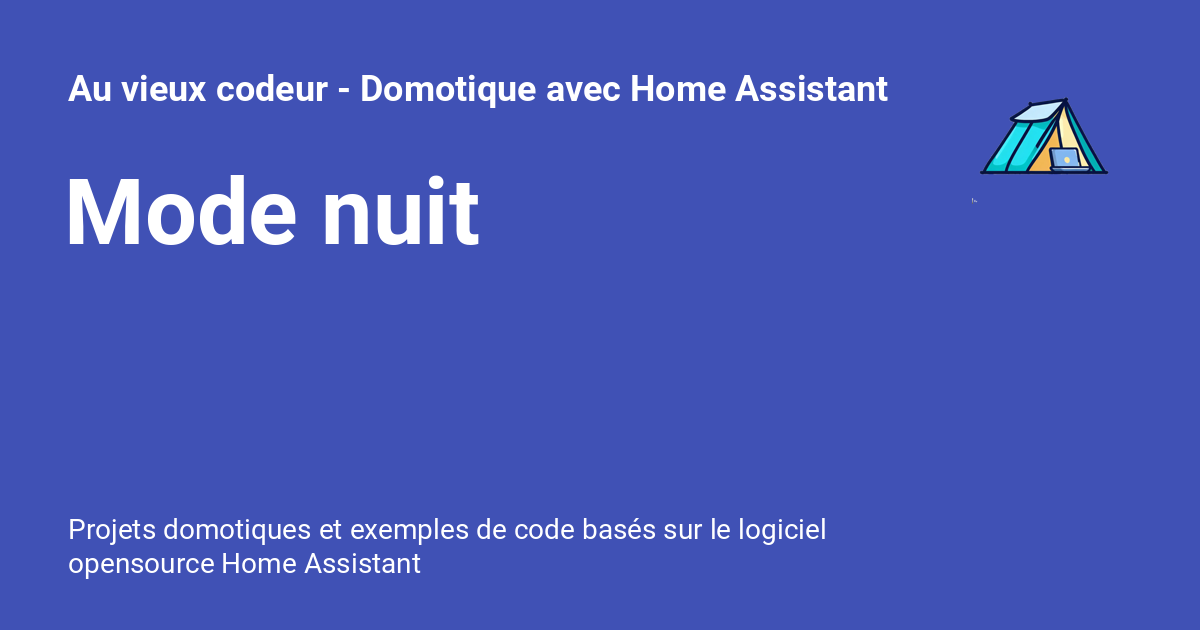 Au vieux codeur - Domotique avec Home Assistant
Mode nuit
Projets domotiques et exemples de code basés sur le logiciel
opensource Home Assistant